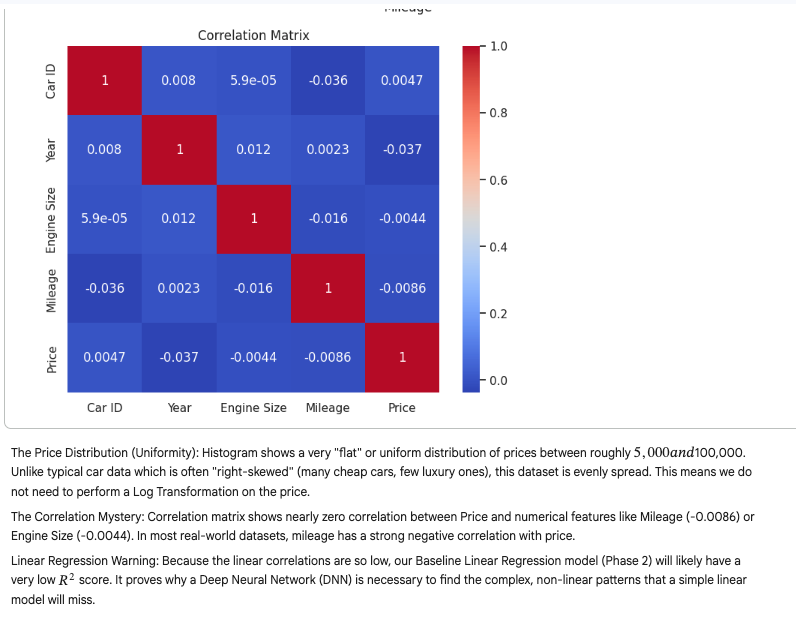 Mileage
Correlation Matrix
Car ID 1 0.008 5.9e-05 -0.036 0.0047
Year 0.008 1 0.012 0.0023 -0.037
Engine Size 5.9e-05 0.012 1 -0.016 -0.0044
Mileage -0.036 0.0023 -0.016 1 -0.0086
Price 0.0047 -0.037 -0.0044 -0.0086 1
Car ID Year Engine Size Mileage Price
1.0
0.8
0.6
0.4
0.2
0.0
The Price Distribution (Uniformity): Histogram shows a very "flat" or uniform distribution of prices between roughly 5,000and100,000.
Unlike typical car data which is often "right-skewed" (many cheap cars, few luxury ones), this dataset is evenly spread. This means we do
not need to perform a Log Transformation on the price.
The Correlation Mystery: Correlation matrix shows nearly zero correlation between Price and numerical features like Mileage (-0.0086) or
Engine Size (-0.0044). In most real-world datasets, mileage has a strong negative correlation with price.
Linear Regression Warning: Because the linear correlations are so low, our Baseline Linear Regression model (Phase 2) will likely have a
very low R² score. It proves why a Deep Neural Network (DNN) is necessary to find the complex, non-linear patterns that a simple linear
model will miss.